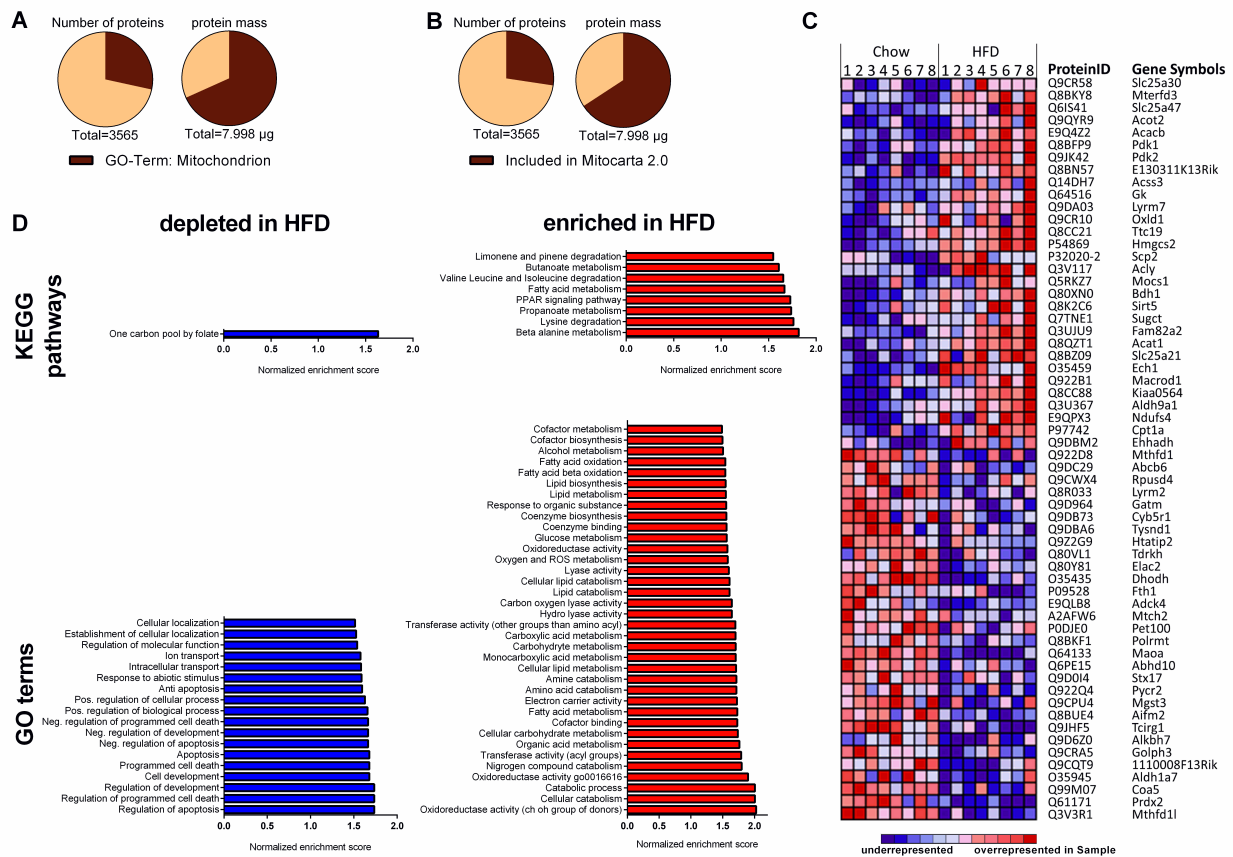 A
Number of proteins
protein mass
Total=3565
Total=7.998 µg
GO-Term: Mitochondrion
B
Number of proteins
protein mass
Total=3565
Total=7.998 µg
Included in Mitocarta 2.0
C
Chow HFD
1 2 3 4 5 6 7 8 1 2 3 4 5 6 7 8 ProteinID Gene Symbols
Q9CR58 Slc25a30
Q8BKY8 Mterfd3
Q6IS41 Slc25a47
Q9QYR9 Acot2
E9Q4Z2 Acacb
Q8BFP9 Pdk1
Q9JK42 Pdk2
Q8BN57 E130311K13Rik
Q14DH7 Acss3
Q64516 Gk
Q9DA03 Lyrm7
Q9CR10 Oxld1
Q8CC21 Ttc19
P54869 Hmgcs2
P32020-2 Scp2
Q3V117 Acly
Q5RKZ7 Mocs1
Q80XN0 Bdh1
Q8K2C6 Sirt5
Q7TNE1 Sugct
Q3UJU9 Fam82a2
Q8QZT1 Acat1
Q8BZ09 Slc25a21
O35459 Ech1
Q922B1 Macrod1
Q8CC88 Kiaa0564
Q3U367 Aldh9a1
E9QPX3 Ndufs4
P97742 Cpt1a
Q9DBM2 Ehhadh
Q922D8 Mthfd1
Q9DC29 Abcb6
Q9CWX4 Rpusd4
Q8R033 Lyrm2
Q9D964 Gatm
Q9DB73 Cyb5r1
Q9DBA6 Tysnd1
Q9Z2G9 Htatip2
Q80VL1 Tdrkh
Q80Y81 Elac2
O35435 Dhodh
P09528 Fth1
E9QLB8 Adck4
A2AFW6 Mtch2
P0DJE0 Pet100
Q8BKF1 Polrmt
Q64133 Maoa
Q6PE15 Abhd10
Q9D0I4 Stx17
Q922Q4 Pycr2
Q9CPU4 Mgst3
Q8BUE4 Aifm2
Q9JHF5 Tcirg1
Q9D6Z0 Alkbh7
Q9CRA5 Golph3
Q9CQT9 1110008F13Rik
O35945 Aldh1a7
Q99M07 Coa5
Q61171 Prdx2
Q3V3R1 Mthfd1l
underrepresented overrepresented in Sample
D
depleted in HFD
enriched in HFD
KEGG
pathways
One carbon pool by folate
0.0 0.5 1.0 1.5 2.0
Normalized enrichment score
Limonene and pinene degradation
Butanoate metabolism
Valine Leucine and Isoleucine degradation
Fatty acid metabolism
PPAR signaling pathway
Propanoate metabolism
Lysine degradation
Beta alanine metabolism
0.0 0.5 1.0 1.5 2.0
Normalized enrichment score
GO terms
Cellular localization
Establishment of cellular localization
Regulation of molecular function
Ion transport
Intracellular transport
Response to abiotic stimulus
Anti apoptosis
Pos. regulation of cellular process
Pos. regulation of biological process
Neg. regulation of programmed cell death
Neg. regulation of development
Neg. regulation of apoptosis
Apoptosis
Programmed cell death
Cell development
Regulation of development
Regulation of programmed cell death
Regulation of apoptosis
0.0 0.5 1.0 1.5 2.0
Normalized enrichment score
Cofactor metabolism
Cofactor biosynthesis
Alcohol metabolism
Fatty acid oxidation
Fatty acid beta oxidation
Lipid biosynthesis
Lipid metabolism
Response to organic substance
Coenzyme biosynthesis
Coenzyme binding
Glucose metabolism
Oxidoreductase activity
Oxygen and ROS metabolism
Lyase activity
Cellular lipid catabolism
Lipid catabolism
Carbon oxygen lyase activity
Hydro lyase activity
Transferase activity (other groups than amino acyl)
Carboxylic acid metabolism
Carbohydryte metabolism
Monocarboxylic acid metabolism
Cellular lipid metabolism
Amine catabolism
Amino acid catabolism
Electron carrier activity
Fatty acid metabolism
Cofactor binding
Cellular carbohydrate metabolism
Organic acid metabolism
Transferase activity (acyl groups)
Nigrogen compound catabolism
Oxidoreductase activity go0016616
Catabolic process
Cellular catabolism
Oxidoreductase activity (ch oh group of donors)
0.0 0.5 1.0 1.5 2.0
Normalized enrichment score